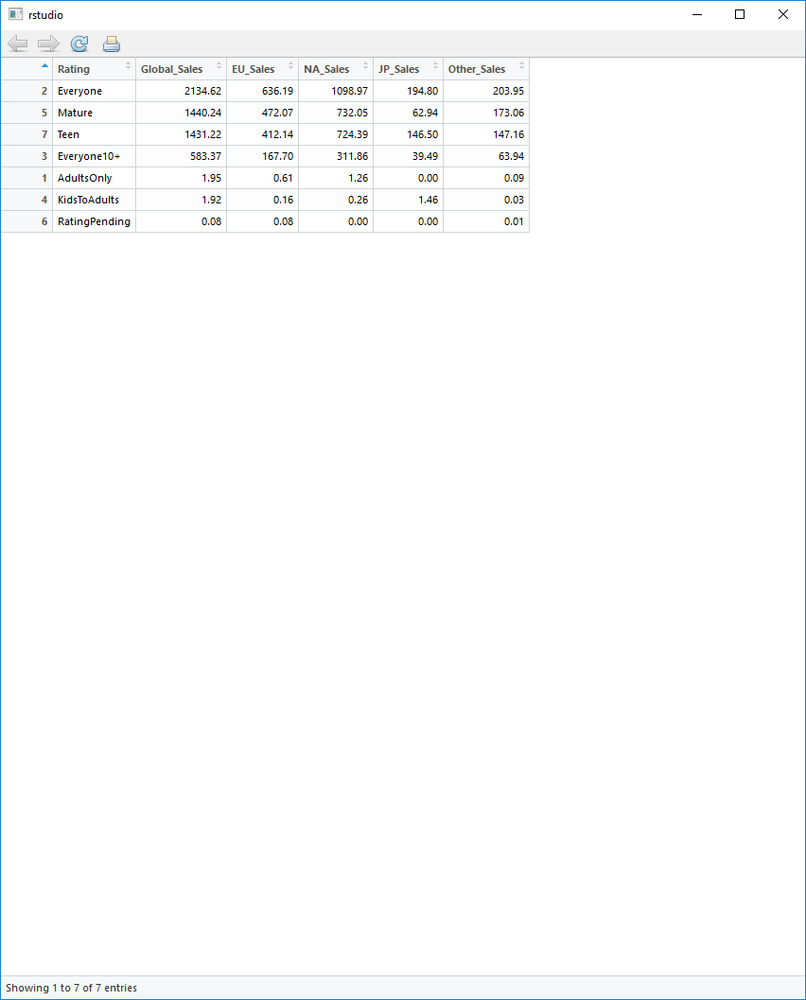 rstudio
Rating Global_Sales EU_Sales NA_Sales JP_Sales Other_Sales
2 Everyone 2134.62 636.19 1098.97 194.80 203.95
5 Mature 1440.24 472.07 732.05 62.94 173.06
7 Teen 1431.22 412.14 724.39 146.50 147.16
3 Everyone10+ 583.37 167.70 311.86 39.49 63.94
1 AdultsOnly 1.95 0.61 1.26 0.00 0.09
4 KidsToAdults 1.92 0.16 0.26 1.46 0.03
6 RatingPending 0.08 0.08 0.00 0.00 0.01
Showing 1 to 7 of 7 entries